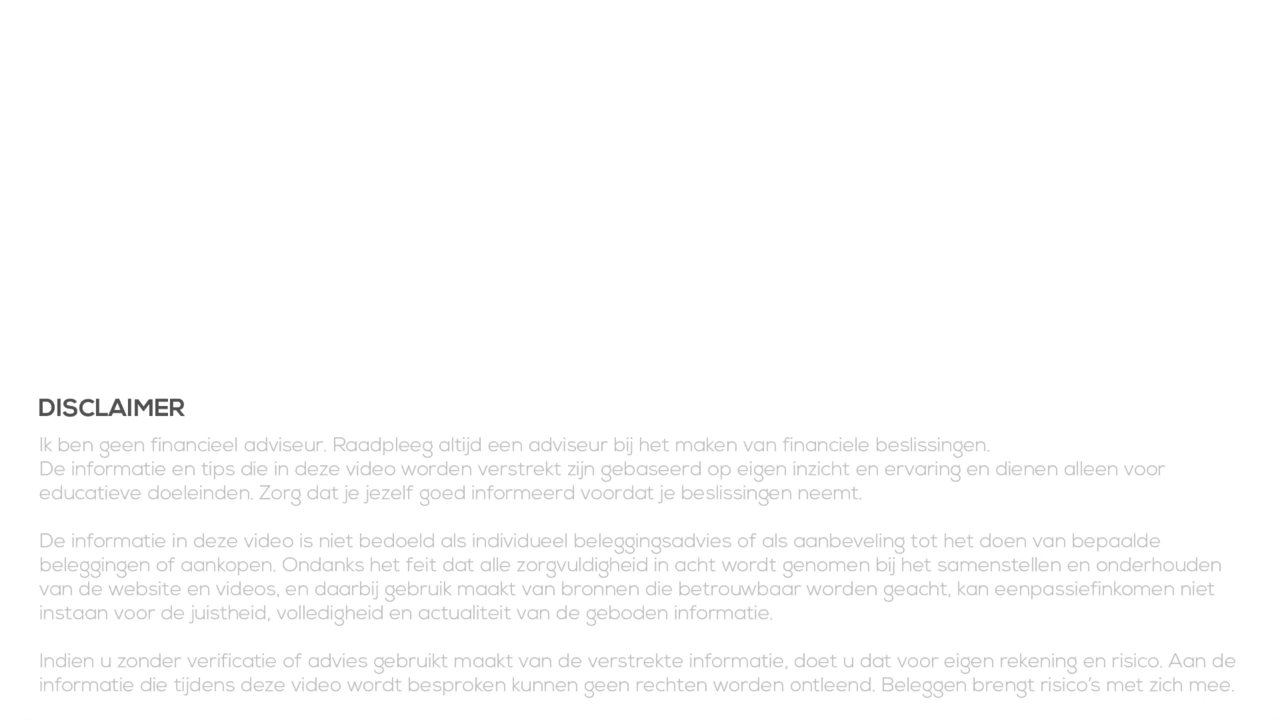 DISCLAIMER
Ik ben geen financieel adviseur. Raadpleeg altijd een adviseur bij het maken van financiele beslissingen.
De informatie en tips die in deze video worden verstrekt zijn gebaseerd op eigen inzicht en ervaring en dienen alleen voor
educatieve doeleinden. Zorg dat je jezelf goed informeerd voordat je beslissingen neemt.
De informatie in deze video is niet bedoeld als individueel beleggingsadvies of als aanbeveling tot het doen van bepaalde
beleggingen of aankopen. Ondanks het feit dat alle zorgvuldigheid in acht wordt genomen bij het samenstellen en onderhouden
van de website en videos, en daarbij gebruik maakt van bronnen die betrouwbaar worden geacht, kan eenpassiefinkomen niet
instaan voor de juistheid, volledigheid en actualiteit van de geboden informatie.
Indien u zonder verificatie of advies gebruikt maakt van de verstrekte informatie, doet u dat voor eigen rekening en risico. Aan de
informatie die tijdens deze video wordt besproken kunnen geen rechten worden ontleend. Beleggen brengt risico's met zich mee.